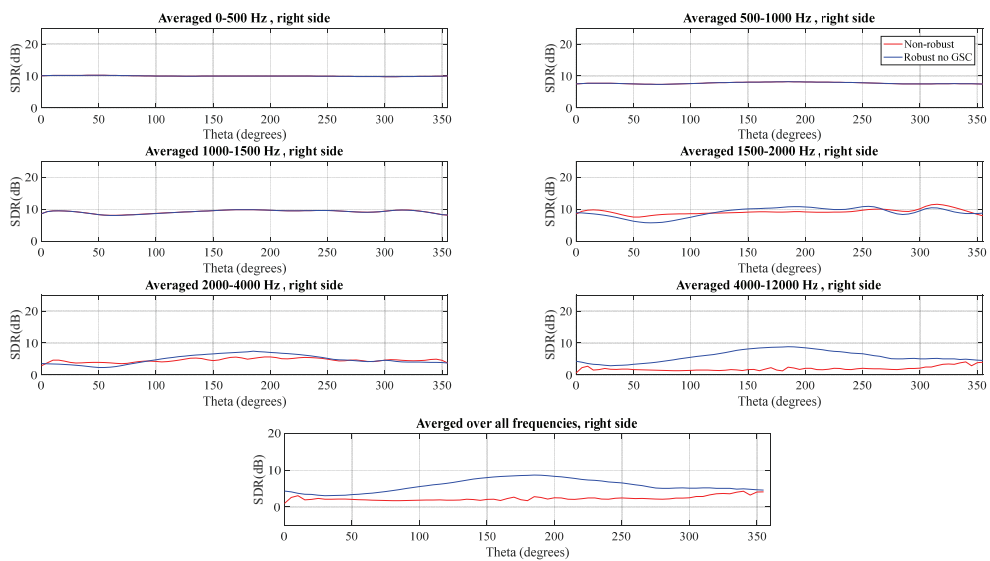 Averaged 0-500 Hz , right side
SDR(dB)
20
10
0
0 50 100 150 200 250 300 350
Theta (degrees)
Averaged 500-1000 Hz , right side
SDR(dB)
20
10
0
Non-robust
Robust no GSC
0 50 100 150 200 250 300 350
Theta (degrees)
Averaged 1000-1500 Hz , right side
SDR(dB)
20
10
0
0 50 100 150 200 250 300 350
Theta (degrees)
Averaged 1500-2000 Hz , right side
SDR(dB)
20
10
0
0 50 100 150 200 250 300 350
Theta (degrees)
Averaged 2000-4000 Hz , right side
SDR(dB)
20
10
0
0 50 100 150 200 250 300 350
Theta (degrees)
Averaged 4000-12000 Hz , right side
SDR(dB)
20
10
0
0 50 100 150 200 250 300 350
Theta (degrees)
Averged over all frequencies, right side
SDR(dB)
20
10
0
0 50 100 150 200 250 300 350
Theta (degrees)